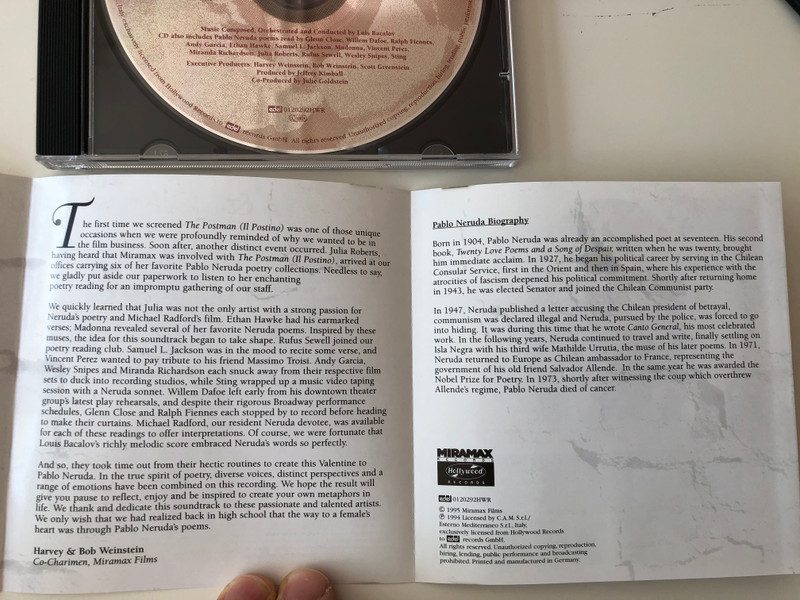 Music Composed, Orchestrated and Conducted by Luis Bacalov
CD also includes Pablo Neruda poems read by Glenn Close, Willem Dafoe, Ralph Fiennes,
Andy Garcia, Ethan Hawke, Samuel L. Jackson, Madonna, Vincent Perez,
Miranda Richardson, Julia Roberts, Rufus Sewell, Wesley Snipes, Sting
Executive Producers: Harvey Weinstein, Bob Weinstein, Scott Greenstein
Produced by Jeffrey Kimball
Co-Produced by Julie Goldstein
edel 0120292HWR
exclusively licensed from Hollywood Records to edel records GmbH. All rights reserved. Unauthorized copying, reproduction, hiring, lending, public
The first time we screened The Postman (Il Postino) was one of those unique
occasions when we were profoundly reminded of why we wanted to be in
the film business. Soon after, another distinct event occurred. Julia Roberts,
having heard that Miramax was involved with The Postman (Il Postino), arrived at our
offices carrying six of her favorite Pablo Neruda poetry collections. Needless to say,
we gladly put aside our paperwork to listen to her enchanting
poetry reading for an impromptu gathering of our staff.
We quickly learned that Julia was not the only artist with a strong passion for
Neruda's poetry and Michael Radford's film. Ethan Hawke had his earmarked
verses; Madonna revealed several of her favorite Neruda poems. Inspired by these
muses, the idea for this soundtrack began to take shape. Rufus Sewell joined our
poetry reading club. Samuel L. Jackson was in the mood to recite some verse, and
Vincent Perez wanted to pay tribute to his friend Massimo Troisi. Andy Garcia,
Wesley Snipes and Miranda Richardson each snuck away from their respective film
sets to duck into recording studios, while Sting wrapped up a music video taping
session with a Neruda sonnet. Willem Dafoe left early from his downtown theater
group's latest play rehearsals, and despite their rigorous Broadway performance
schedules, Glenn Close and Ralph Fiennes each stopped by to record before heading
to make their curtains. Michael Radford, our resident Neruda devotee, was available
for each of these readings to offer interpretations. Of course, we were fortunate that
Louis Bacalov's richly melodic score embraced Neruda's words so perfectly.
And so, they took time out from their hectic routines to create this Valentine to
Pablo Neruda. In the true spirit of poetry, diverse voices, distinct perspectives and a
range of emotions have been combined on this recording. We hope the result will
give you pause to reflect, enjoy and be inspired to create your own metaphors in
life. We thank and dedicate this soundtrack to these passionate and talented artists.
We only wish that we had realized back in high school that the way to a female's
heart was through Pablo Neruda's poems.
Harvey & Bob Weinstein
Co-Charimen, Miramax Films
Pablo Neruda Biography
Born in 1904, Pablo Neruda was already an accomplished poet at seventeen. His second
book, Twenty Love Poems and a Song of Despair, written when he was twenty, brought
him immediate acclaim. In 1927, he began his political career by serving in the Chilean
Consular Service, first in the Orient and then in Spain, where his experience with the
atrocities of fascism deepened his political commitment. Shortly after returning home
in 1943, he was elected Senator and joined the Chilean Communist party.
In 1947, Neruda published a letter accusing the Chilean president of betrayal,
communism was declared illegal and Neruda, pursued by the police, was forced to go
into hiding. It was during this time that he wrote Canto General, his most celebrated
work. In the following years, Neruda continued to travel and write, finally settling on
Isla Negra with his third wife Mathilde Urrutia, the muse of his later poems. In 1971,
Neruda returned to Europe as Chilean ambassador to France, representing the
government of his old friend Salvador Allende. In the same year he was awarded the
Nobel Prize for Poetry. In 1973, shortly after witnessing the coup which overthrew
Allende's regime, Pablo Neruda died of cancer.
MIRAMAX
RECORDS
Hollywood
RECORDS
edel 0120292HWR
© 1995 Miramax Films
℗ 1994 Licensed by C.A.M. S.r.l./
Esterno Mediterraneo S.r.l., Italy,
exclusively licensed from Hollywood Records
to edel records GmbH.
All rights reserved. Unauthorized copying, reproduction,
hiring, lending, public performance and broadcasting
prohibited. Printed and manufactured in Germany.